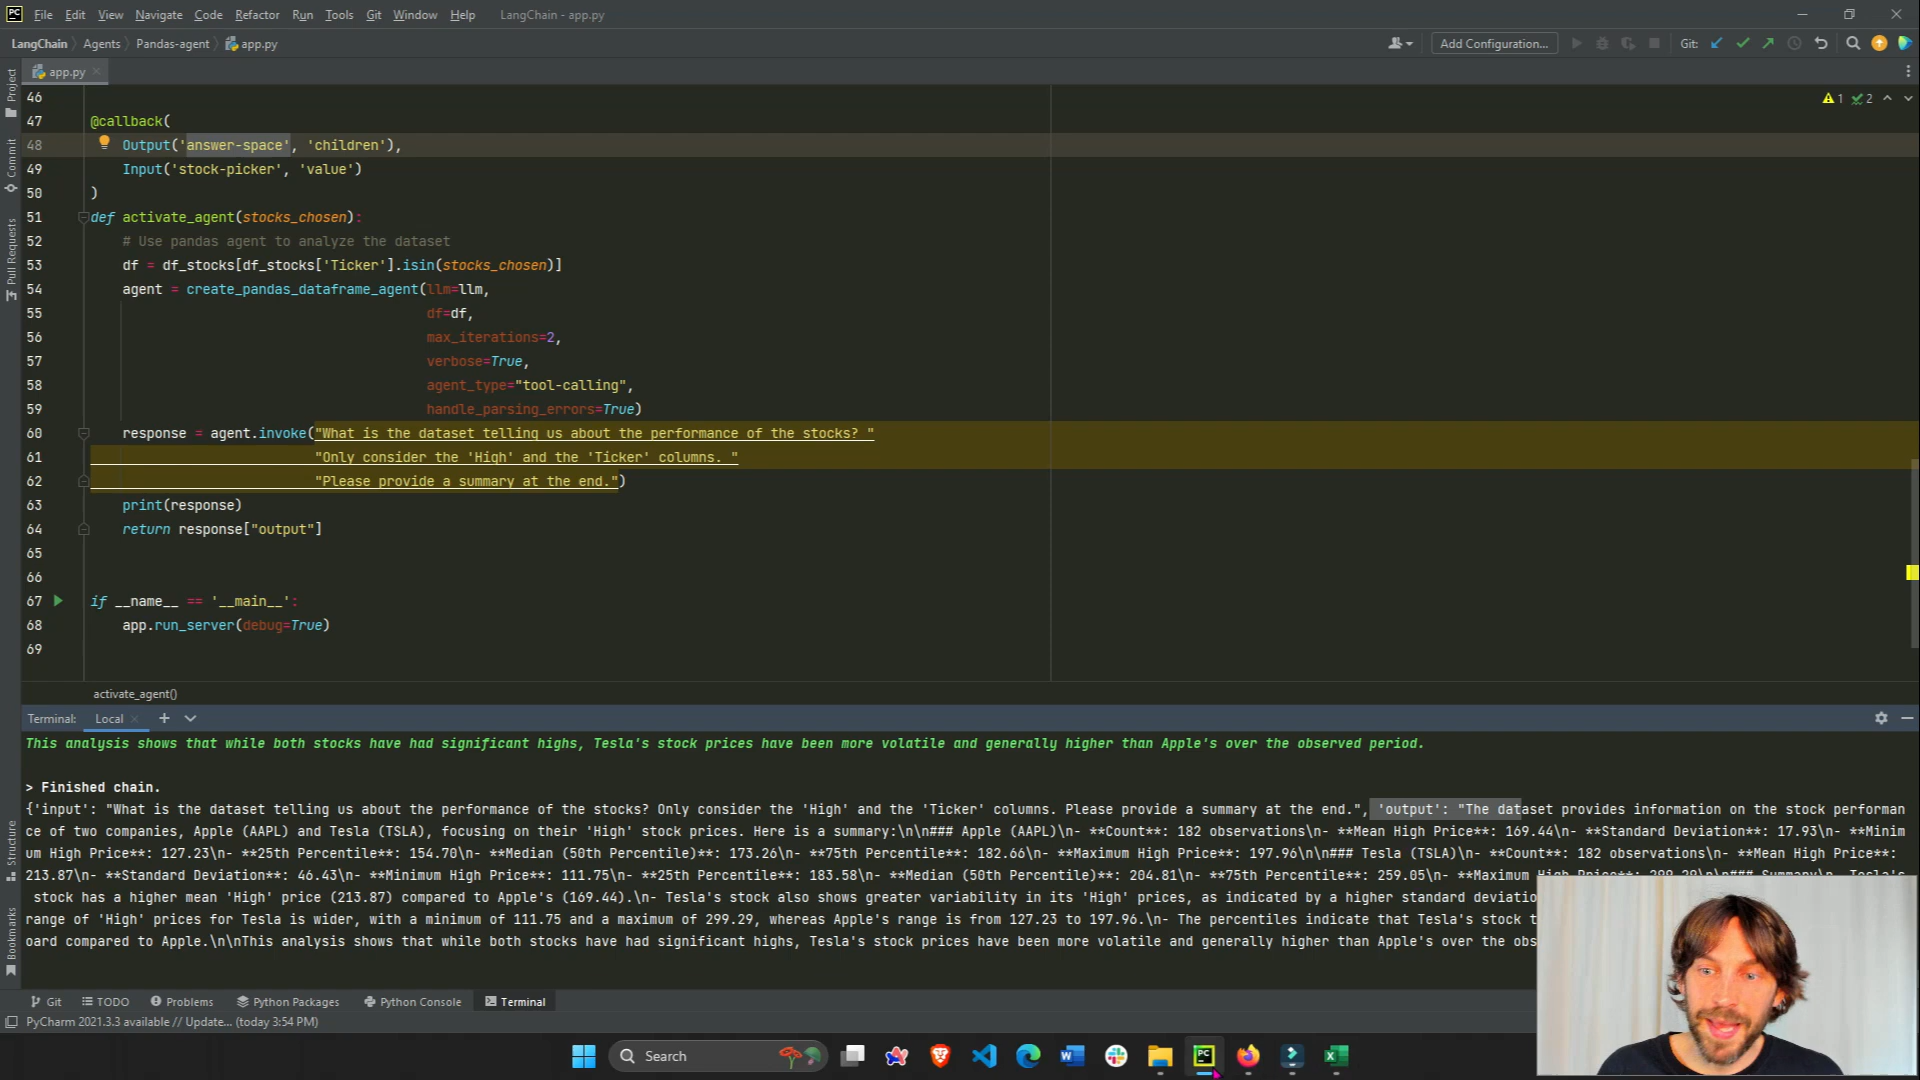 File Edit View Navigate Code Refactor Run Tools Git Window Help LangChain - app.py
LangChain Agents Pandas-agent app.py Add Configuration... Git:
app.py
46
47 @callback(
48 Output('answer-space', 'children'),
49 Input('stock-picker', 'value')
50 )
51 def activate_agent(stocks_chosen):
52 # Use pandas agent to analyze the dataset
53 df = df_stocks[df_stocks['Ticker'].isin(stocks_chosen)]
54 agent = create_pandas_dataframe_agent(llm=llm,
55 df=df,
56 max_iterations=2,
57 verbose=True,
58 agent_type="tool-calling",
59 handle_parsing_errors=True)
60 response = agent.invoke("What is the dataset telling us about the performance of the stocks? "
61 "Only consider the 'High' and the 'Ticker' columns. "
62 "Please provide a summary at the end.")
63 print(response)
64 return response["output"]
65
66
67 if __name__ == '__main__':
68 app.run_server(debug=True)
69
1 2
Project
Commit
Pull Requests
Structure
Bookmarks
activate_agent()
Terminal: Local
This analysis shows that while both stocks have had significant highs, Tesla's stock prices have been more volatile and generally higher than Apple's over the observed period.
> Finished chain.
{'input': "What is the dataset telling us about the performance of the stocks? Only consider the 'High' and the 'Ticker' columns. Please provide a summary at the end.", 'output': "The dataset provides information on the stock performan
ce of two companies, Apple (AAPL) and Tesla (TSLA), focusing on their 'High' stock prices. Here is a summary:\n\n### Apple (AAPL)\n- **Count**: 182 observations\n- **Mean High Price**: 169.44\n- **Standard Deviation**: 17.93\n- **Minim
um High Price**: 127.23\n- **25th Percentile**: 154.70\n- **Median (50th Percentile)**: 173.26\n- **75th Percentile**: 182.66\n- **Maximum High Price**: 197.96\n\n### Tesla (TSLA)\n- **Count**: 182 observations\n- **Mean High Price**:
213.87\n- **Standard Deviation**: 46.43\n- **Minimum High Price**: 111.75\n- **25th Percentile**: 183.58\n- **Median (50th Percentile)**: 204.81\n- **75th Percentile**: 259.05\n- **Maximum High Price**: 299.29\n\n### Summary\n- Tesla's
stock has a higher mean 'High' price (213.87) compared to Apple's (169.44).\n- Tesla's stock also shows greater variability in its 'High' prices, as indicated by a higher standard deviatio
range of 'High' prices for Tesla is wider, with a minimum of 111.75 and a maximum of 299.29, whereas Apple's range is from 127.23 to 197.96.\n- The percentiles indicate that Tesla's stock t
oard compared to Apple.\n\nThis analysis shows that while both stocks have had significant highs, Tesla's stock prices have been more volatile and generally higher than Apple's over the obs
Git TODO Problems Python Packages Python Console Terminal
PyCharm 2021.3.3 available // Update... (today 3:54 PM)
Search